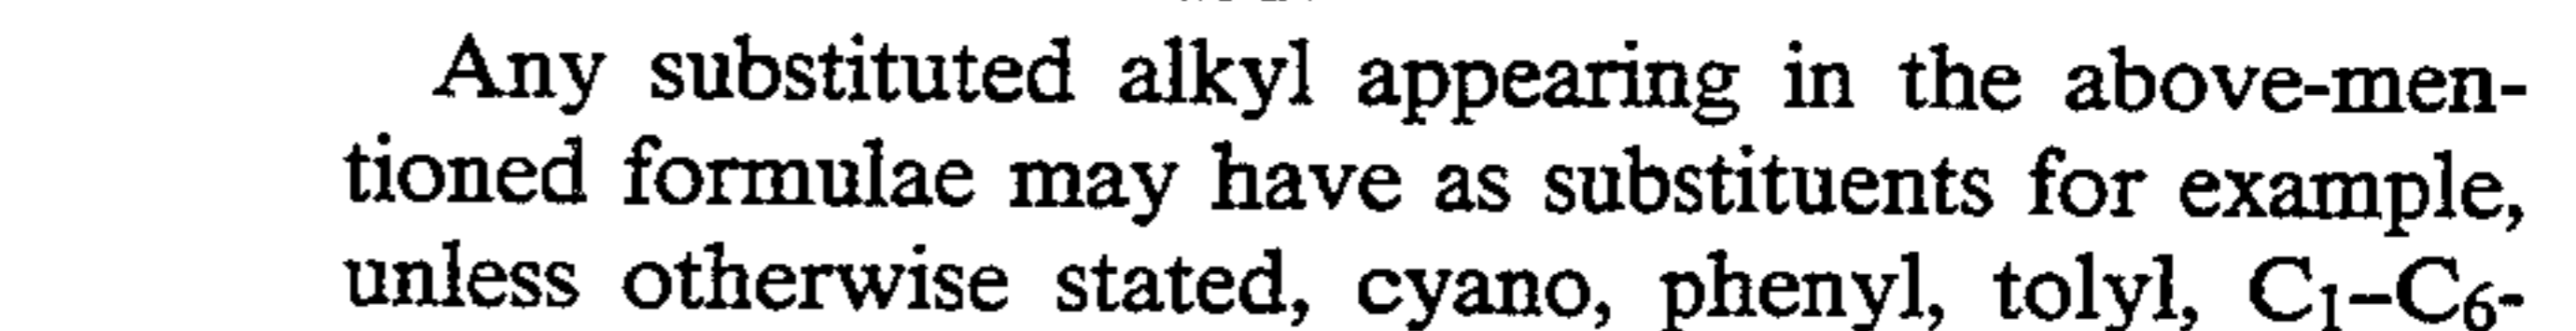 Any substituted alkyl appearing in the above-men-
tioned formulae may have as substituents for example,
unless otherwise stated, cyano, phenyl, tolyl, C₁–C₆-